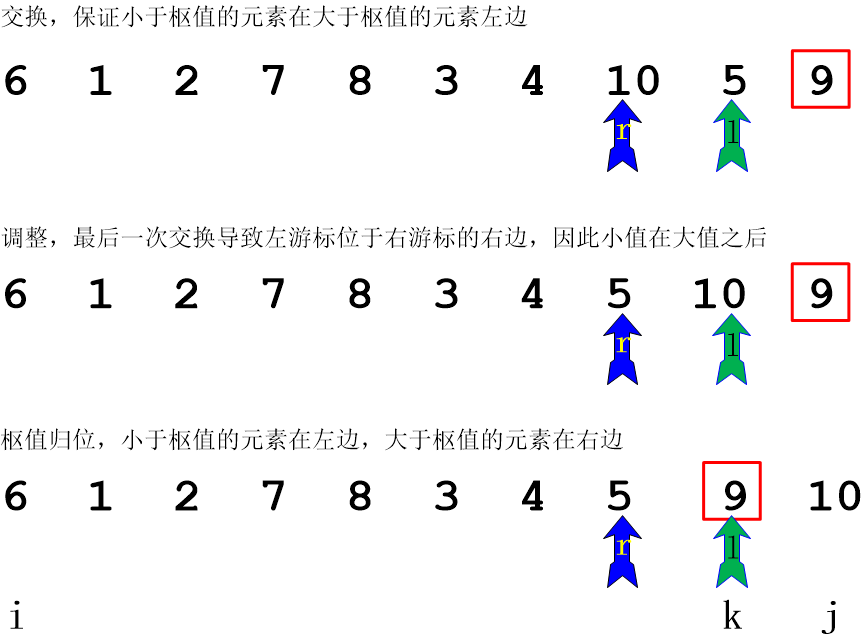 交换，保证小于枢值的元素在大于枢值的元素左边
6 1 2 7 8 3 4 10 5 9
r l
调整，最后一次交换导致左游标位于右游标的右边，因此小值在大值之后
6 1 2 7 8 3 4 5 10 9
r l
枢值归位，小于枢值的元素在左边，大于枢值的元素在右边
6 1 2 7 8 3 4 5 9 10
r l
i k j